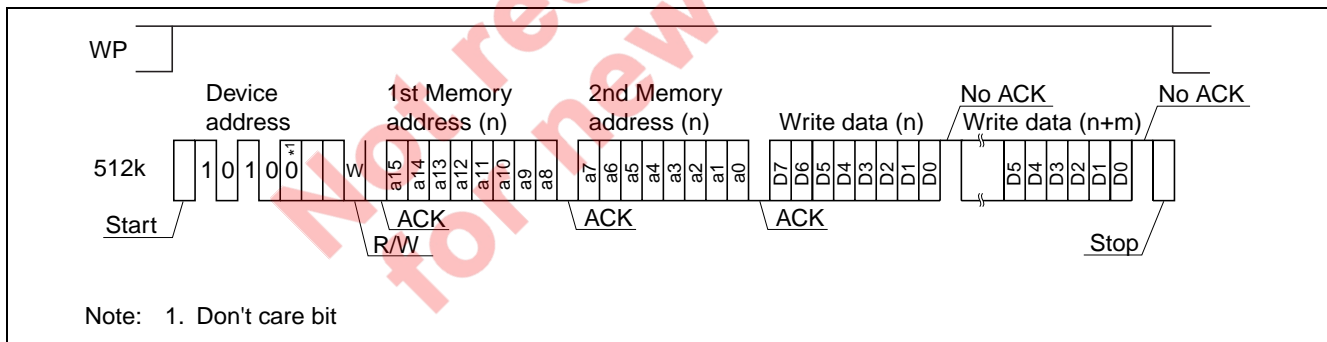 Not re
for new
WP
Device address
1st Memory address (n)
2nd Memory address (n)
Write data (n)
No ACK
Write data (n+m)
No ACK
512k
1 0 1 0 0 0 *1 W a15 a14 a13 a12 a11 a10 a9 a8 a7 a6 a5 a4 a3 a2 a1 a0 D7 D6 D5 D4 D3 D2 D1 D0 D5 D4 D3 D2 D1 D0
Start
R/W
ACK
ACK
ACK
Stop
Note: 1. Don't care bit